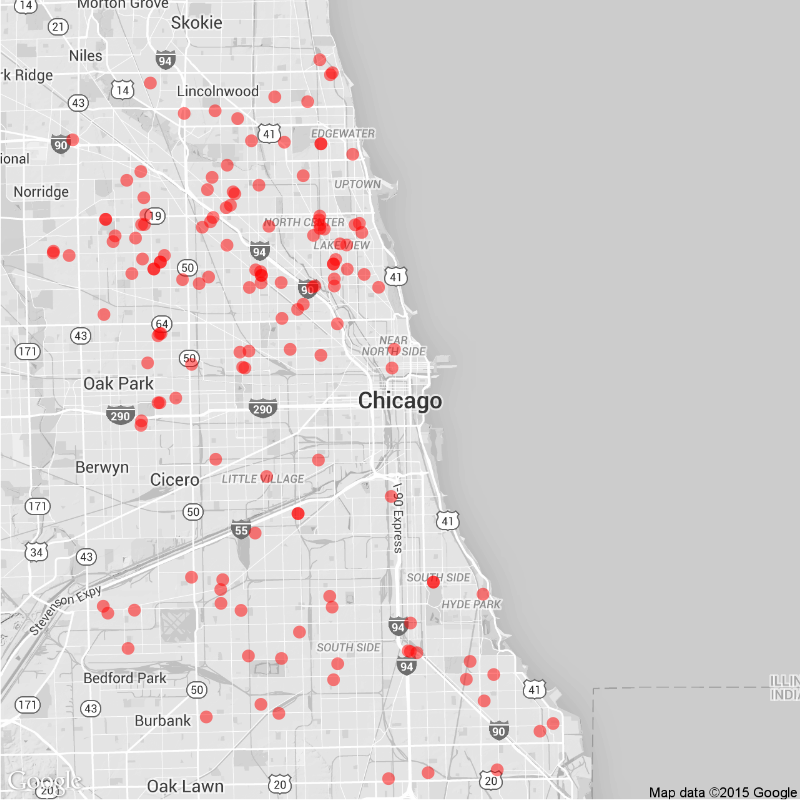 14
Morton Grove
Skokie
21
Niles
94
rk Ridge
14
Lincolnwood
43
41
EDGEWATER
90
ional
Norridge
UPTOWN
19
NORTH CENTER
94
LAKEVIEW
50
41
90
64
43
171
NEAR
NORTH SIDE
50
Oak Park
Chicago
290
290
Berwyn
Cicero
LITTLE VILLAGE
171
50
I-90 Express
41
55
34
43
SOUTH SIDE
Stevenson Expy
HYDE PARK
94
SOUTH SIDE
94
Bedford Park
ILLIN
INDIA
50
41
171
43
Burbank
90
Google
20
Oak Lawn
20
20
Map data ©2015 Google